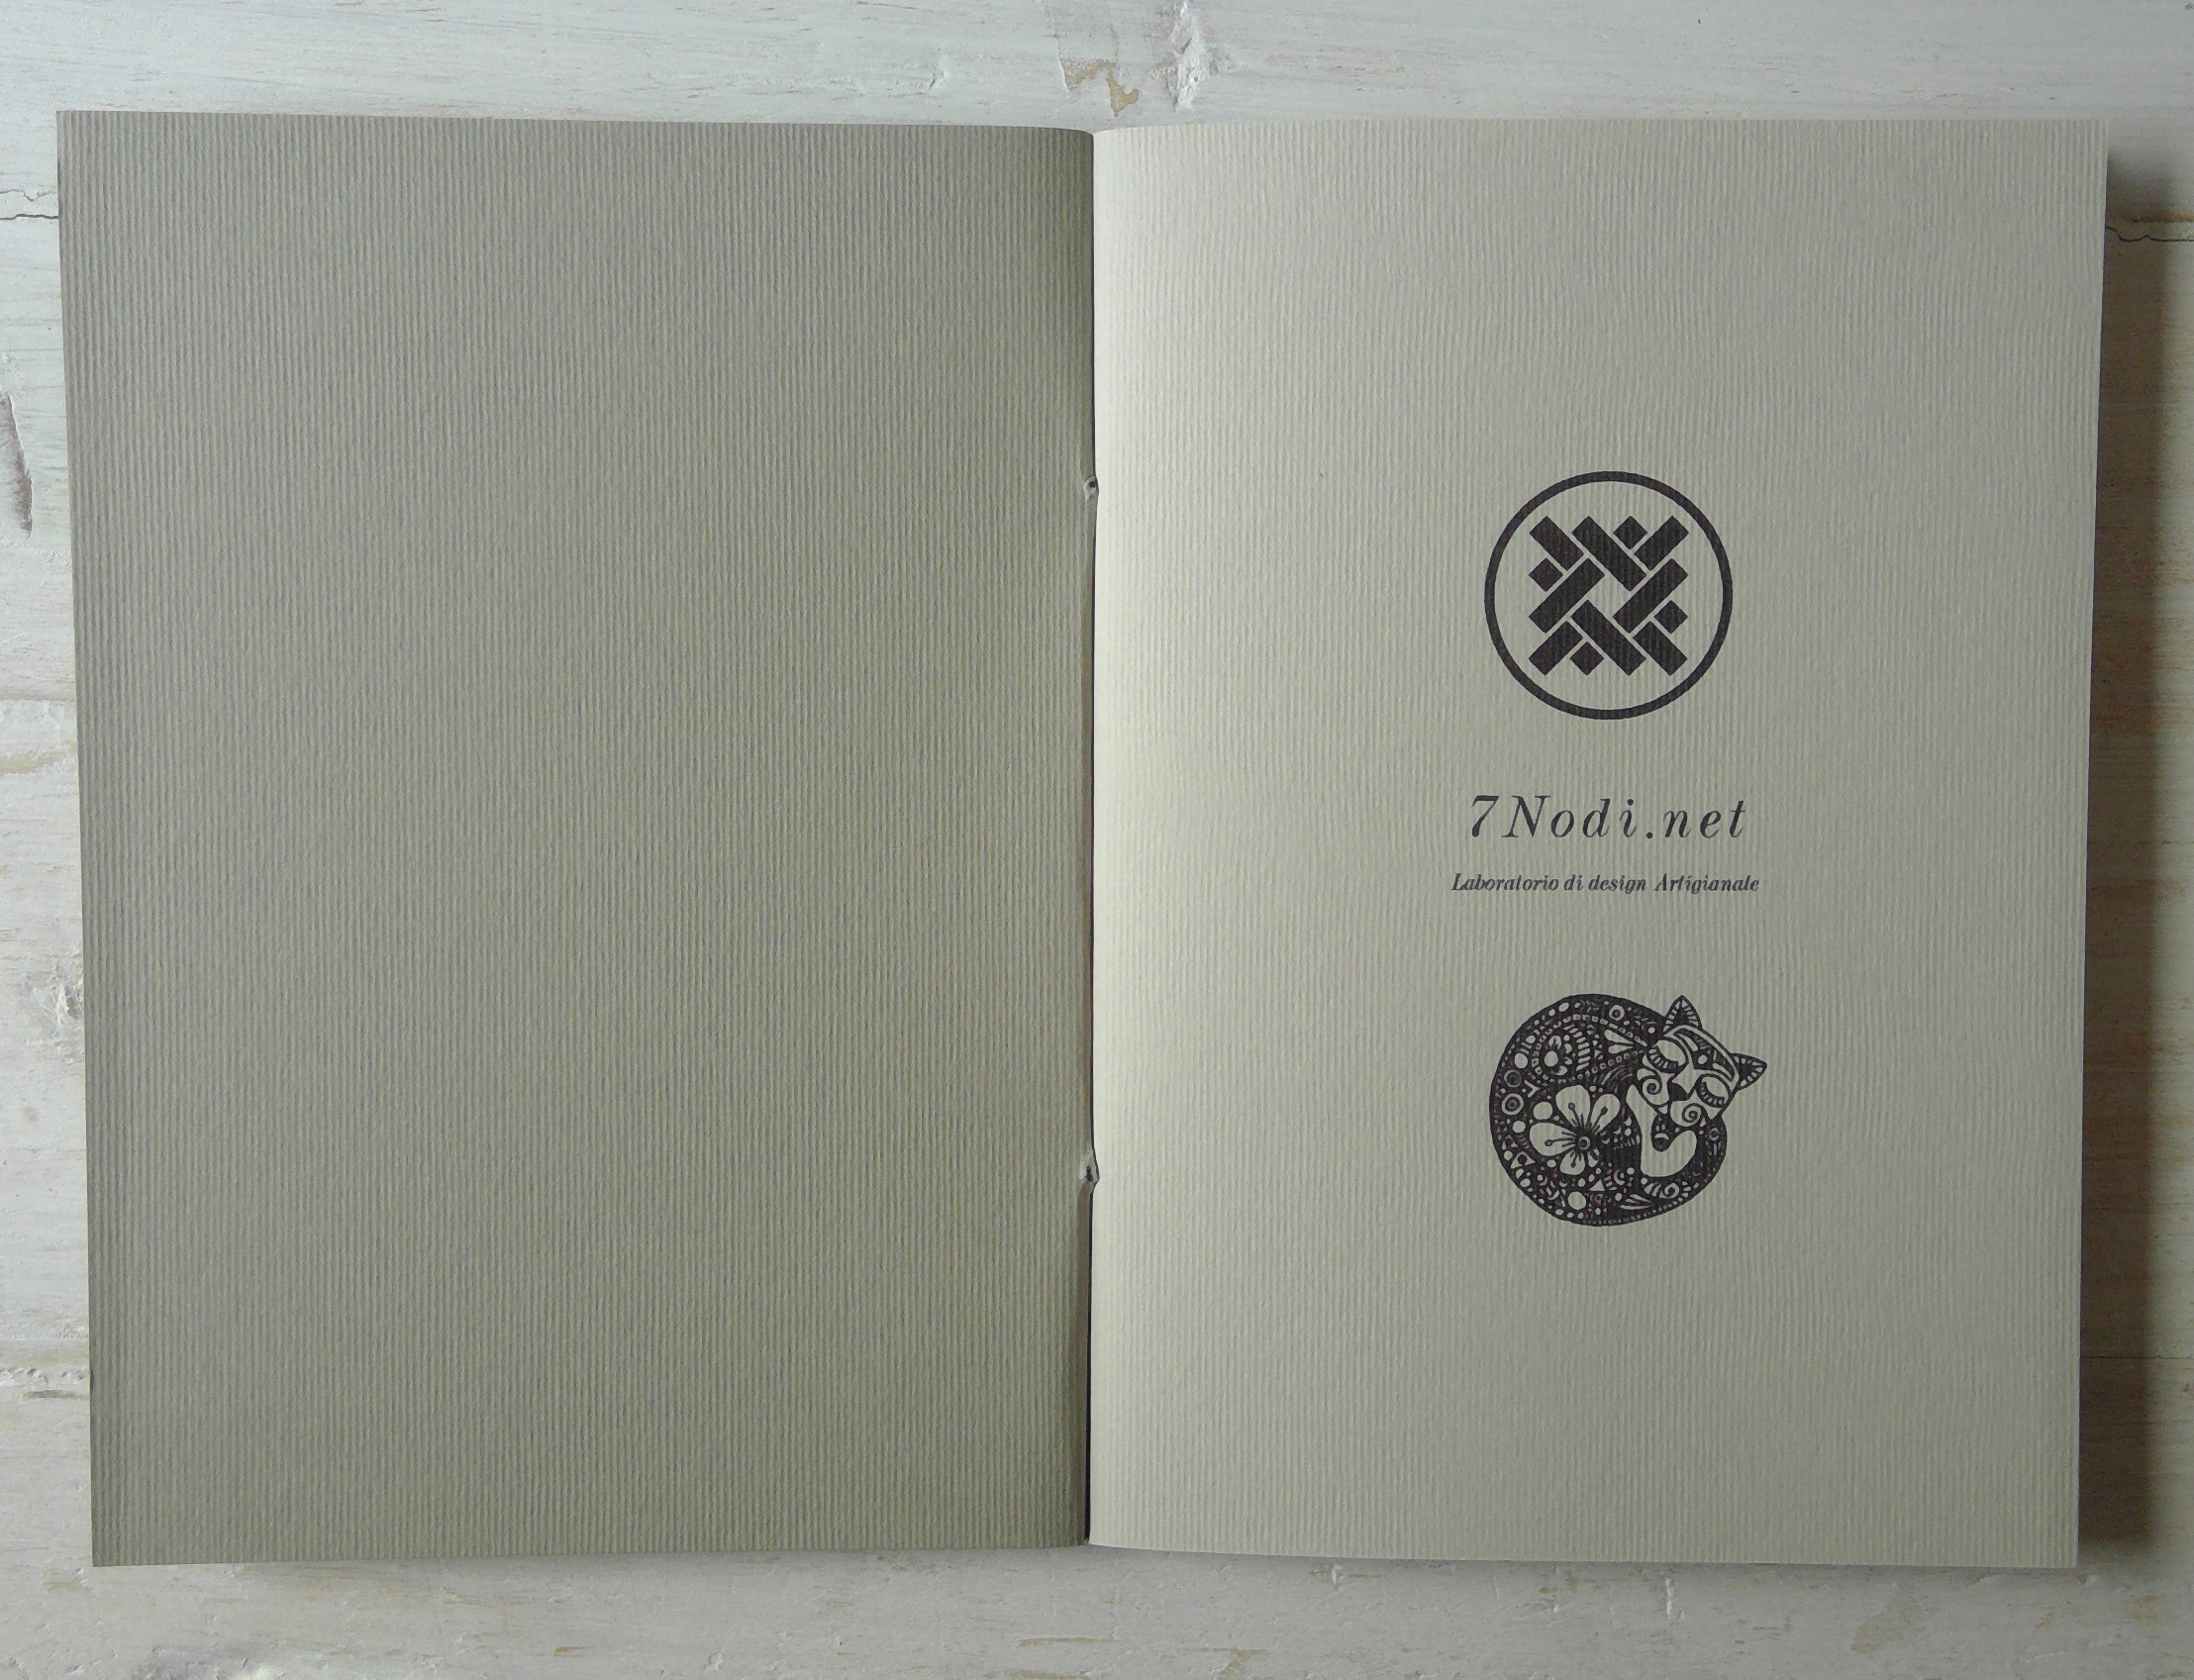 7Nodi.net
Laboratorio di design Artigianale